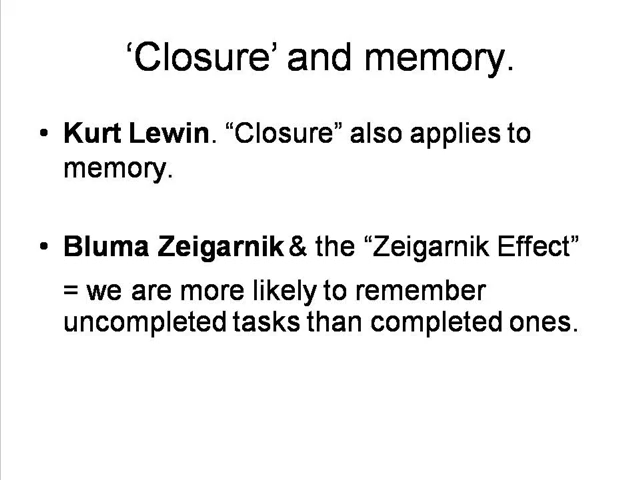 ‘Closure’ and memory.
• Kurt Lewin. “Closure” also applies to
memory.
• Bluma Zeigarnik & the “Zeigarnik Effect”
= we are more likely to remember
uncompleted tasks than completed ones.